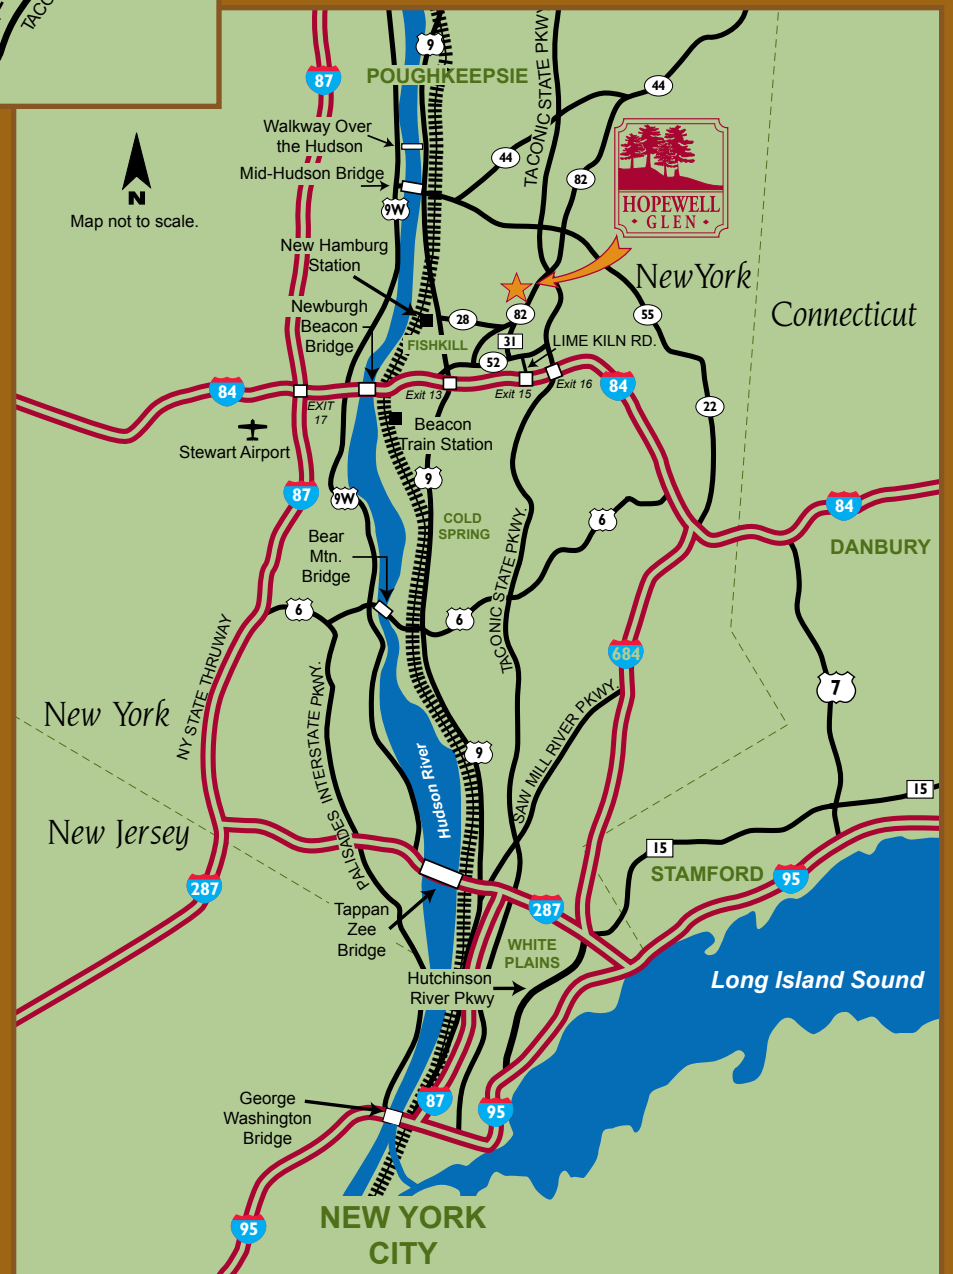 TACO
87
9
POUGHKEEPSIE
TACONIC STATE PKWY
44
Walkway Over
the Hudson
44
Mid-Hudson Bridge
82
HOPEWELL
GLEN
N
Map not to scale.
9W
New Hamburg
Station
New York
Newburgh
Beacon
Bridge
28
82
55
Connecticut
31
LIME KILN RD.
FISHKILL
52
84
EXIT
17
Exit 13
Exit 15
Exit 16
84
22
Stewart Airport
Beacon
Train Station
87
9W
9
84
COLD
SPRING
6
TACONIC STATE PKWY.
DANBURY
Bear
Mtn.
Bridge
6
6
684
NY STATE THRUWAY
PALISADES INTERSTATE PKWY.
7
New York
SAW MILL RIVER PKWY.
9
Hudson River
15
New Jersey
15
STAMFORD
95
287
287
Tappan
Zee
Bridge
WHITE
PLAINS
Hutchinson
River Pkwy
Long Island Sound
George
Washington
Bridge
87
95
NEW YORK
CITY
95